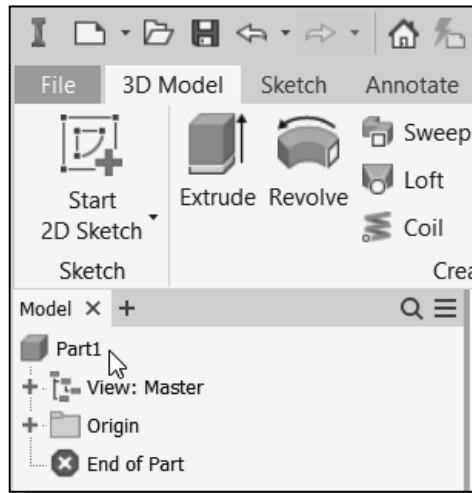 File 3D Model Sketch Annotate
Start
2D Sketch
Extrude Revolve
Sweep
Loft
Coil
Sketch
Crea
Model × +
Part1
View: Master
Origin
End of Part